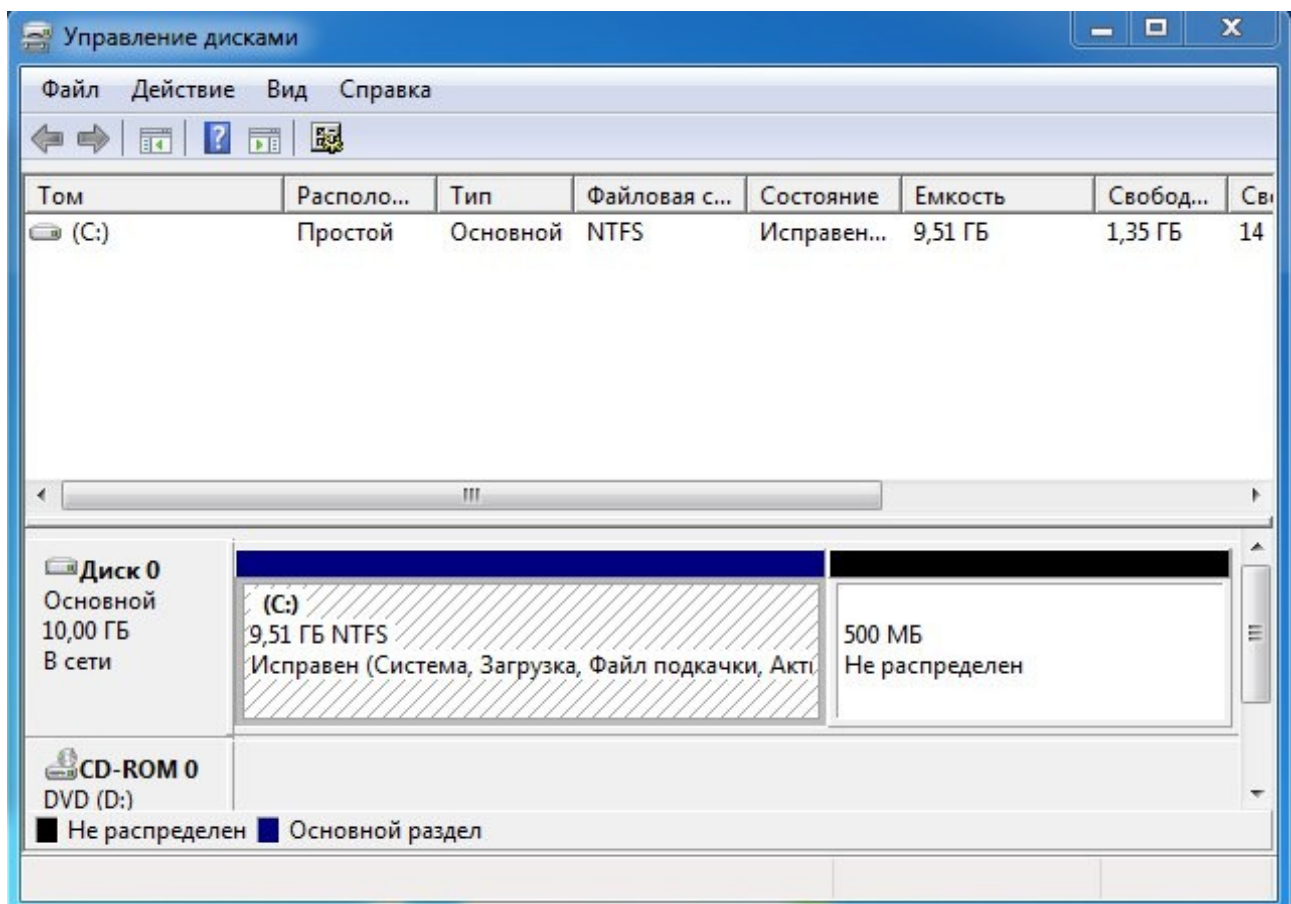 Управление дисками
Файл Действие Вид Справка
Том Располо... Тип Файловая с... Состояние Емкость Свобод... Св
(C:) Простой Основной NTFS Исправен... 9,51 ГБ 1,35 ГБ 14
Диск 0
Основной
10,00 ГБ
В сети
(C:)
9,51 ГБ NTFS
Исправен (Система, Загрузка, Файл подкачки, Акти
500 МБ
Не распределен
CD-ROM 0
DVD (D:)
Не распределен Основной раздел